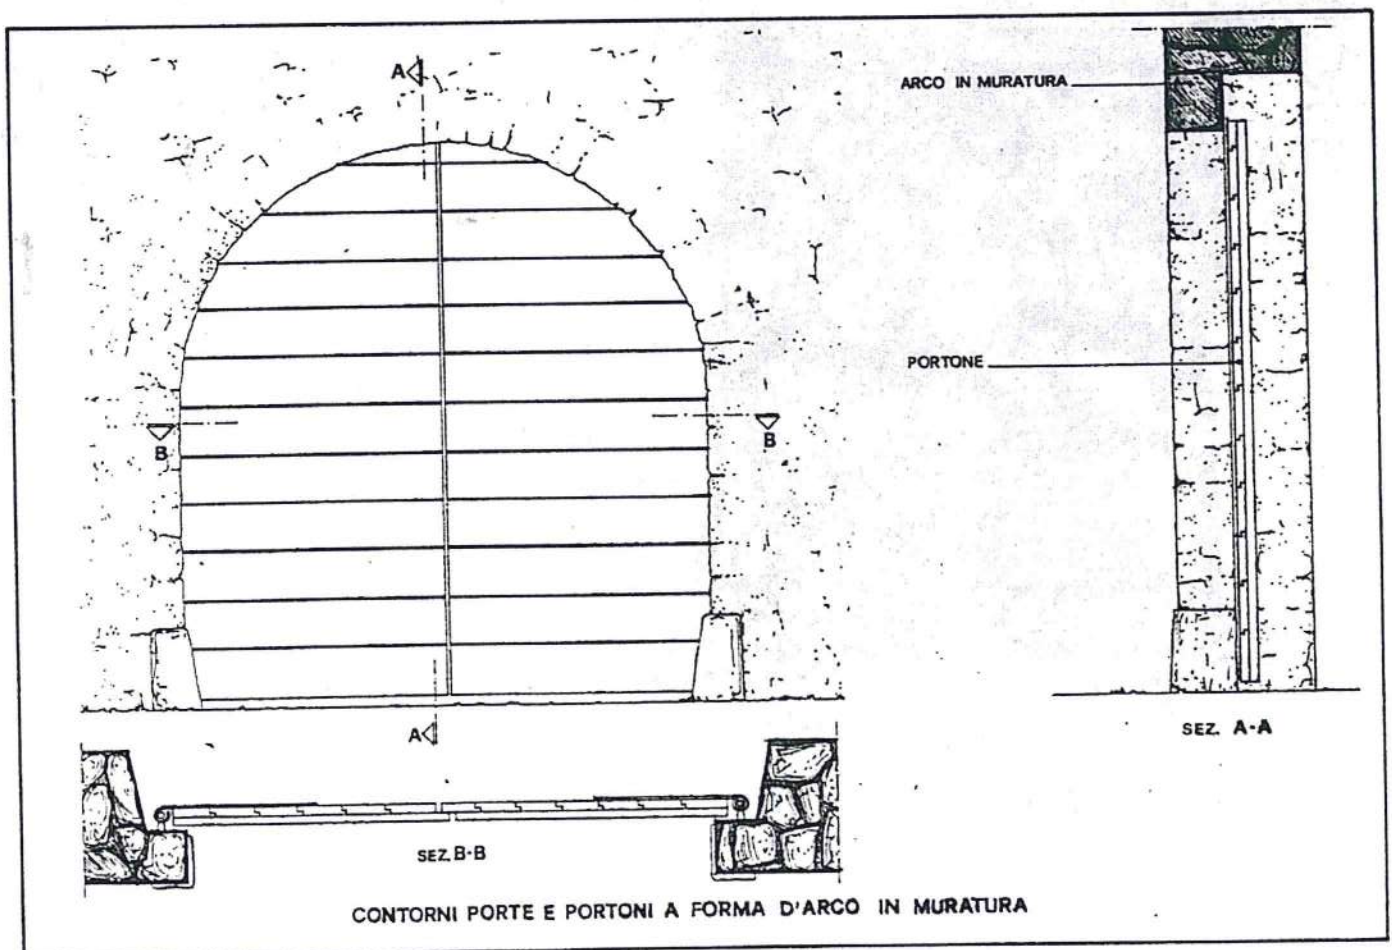 A
ARCO IN MURATURA
PORTONE
B
B
A
SEZ. A-A
SEZ. B-B
CONTORNI PORTE E PORTONI A FORMA D'ARCO IN MURATURA